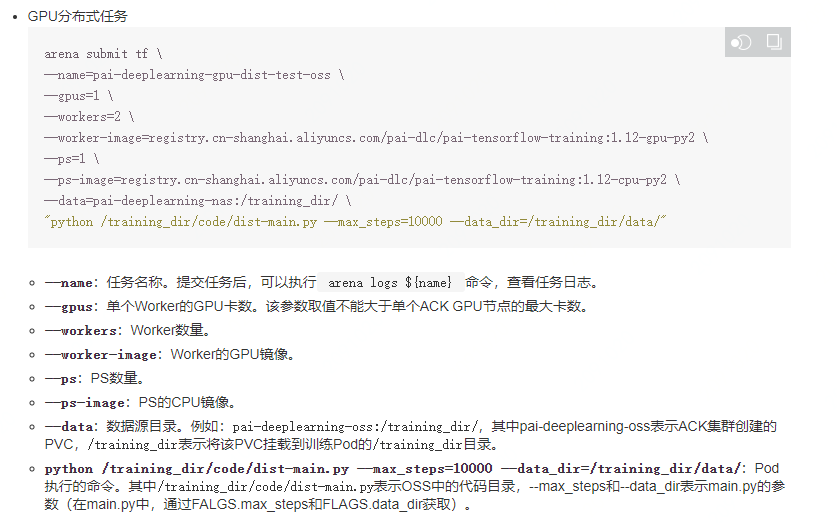 GPU分布式任务
arena submit tf \
--name=pai-deeplearning-gpu-dist-test-oss \
--gpus=1 \
--workers=2 \
--worker-image=registry.cn-shanghai.aliyuncs.com/pai-dlc/pai-tensorflow-training:1.12-gpu-py2 \
--ps=1 \
--ps-image=registry.cn-shanghai.aliyuncs.com/pai-dlc/pai-tensorflow-training:1.12-cpu-py2 \
--data=pai-deeplearning-nas:/training_dir/ \
"python /training_dir/code/dist-main.py --max_steps=10000 --data_dir=/training_dir/data/"
--name：任务名称。提交任务后，可以执行 arena logs ${name} 命令，查看任务日志。
--gpus：单个Worker的GPU卡数。该参数取值不能大于单个ACK GPU节点的最大卡数。
--workers：Worker数量。
--worker-image：Worker的GPU镜像。
--ps：PS数量。
--ps-image：PS的CPU镜像。
--data：数据源目录。例如：pai-deeplearning-oss:/training_dir/，其中pai-deeplearning-oss表示ACK集群创建的
PVC，/training_dir表示将该PVC挂载到训练Pod的/training_dir目录。
python /training_dir/code/dist-main.py --max_steps=10000 --data_dir=/training_dir/data/：Pod
执行的命令。其中/training_dir/code/dist-main.py表示OSS中的代码目录，--max_steps和--data_dir表示main.py的参
数（在main.py中，通过FALGS.max_steps和FLAGS.data_dir获取）。